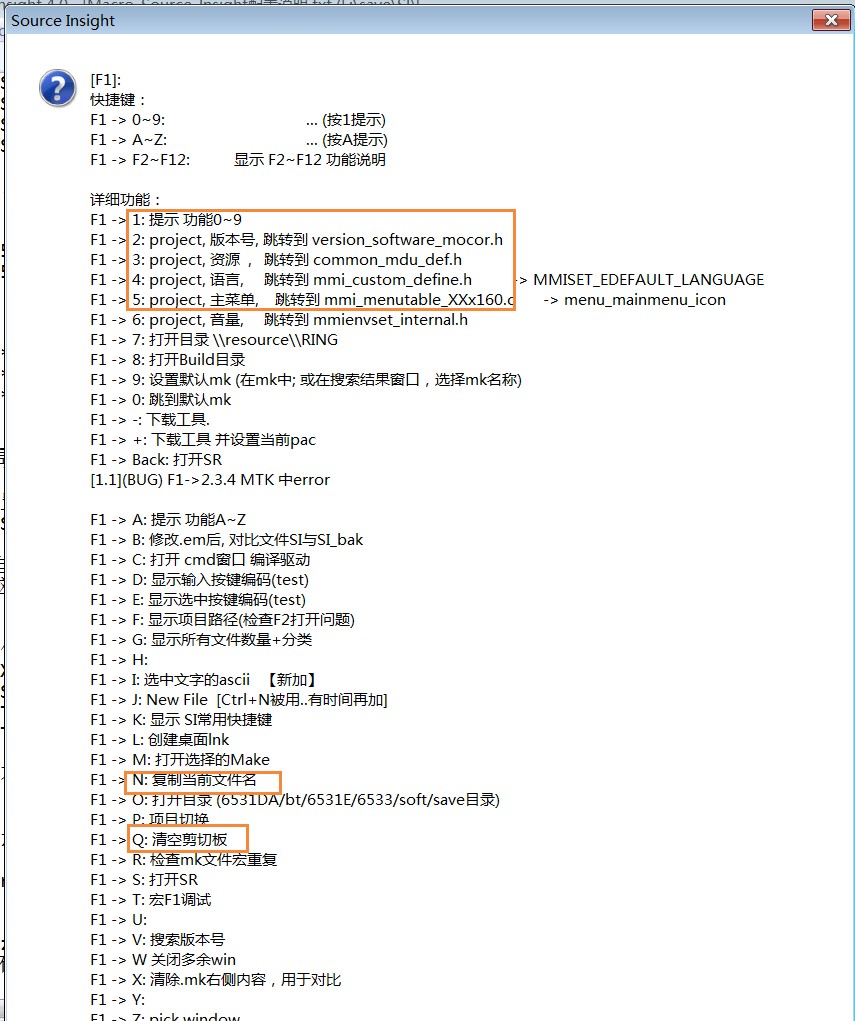 Source Insight
[F1]:
快捷键：
F1 -> 0~9: ... (按1提示)
F1 -> A~Z: ... (按A提示)
F1 -> F2~F12: 显示 F2~F12 功能说明
详细功能：
F1 -> 1: 提示 功能0~9
F1 -> 2: project, 版本号, 跳转到 version_software_mocor.h
F1 -> 3: project, 资源 ， 跳转到 common_mdu_def.h
F1 -> 4: project, 语言, 跳转到 mmi_custom_define.h -> MMISET_EDEFAULT_LANGUAGE
F1 -> 5: project, 主菜单, 跳转到 mmi_menutable_XXx160.c -> menu_mainmenu_icon
F1 -> 6: project, 音量, 跳转到 mmienvset_internal.h
F1 -> 7: 打开目录 \\resource\\RING
F1 -> 8: 打开Build目录
F1 -> 9: 设置默认mk (在mk中; 或在搜索结果窗口，选择mk名称)
F1 -> 0: 跳到默认mk
F1 -> -: 下载工具.
F1 -> +: 下载工具 并设置当前pac
F1 -> Back: 打开SR
[1.1](BUG) F1->2.3.4 MTK 中error
F1 -> A: 提示 功能A~Z
F1 -> B: 修改.em后, 对比文件SI与SI_bak
F1 -> C: 打开 cmd窗口 编译驱动
F1 -> D: 显示输入按键编码(test)
F1 -> E: 显示选中按键编码(test)
F1 -> F: 显示项目路径(检查F2打开问题)
F1 -> G: 显示所有文件数量+分类
F1 -> H:
F1 -> I: 选中文字的ascii 【新加】
F1 -> J: New File [Ctrl+N被用..有时间再加]
F1 -> K: 显示 SI常用快捷键
F1 -> L: 创建桌面lnk
F1 -> M: 打开选择的Make
F1 -> N: 复制当前文件名
F1 -> O: 打开目录 (6531DA/bt/6531E/6533/soft/save目录)
F1 -> P: 项目切换
F1 -> Q: 清空剪切板
F1 -> R: 检查mk文件宏重复
F1 -> S: 打开SR
F1 -> T: 宏F1调试
F1 -> U:
F1 -> V: 搜索版本号
F1 -> W 关闭多余win
F1 -> X: 清除.mk右侧内容，用于对比
F1 -> Y:
F1 -> Z: pick window